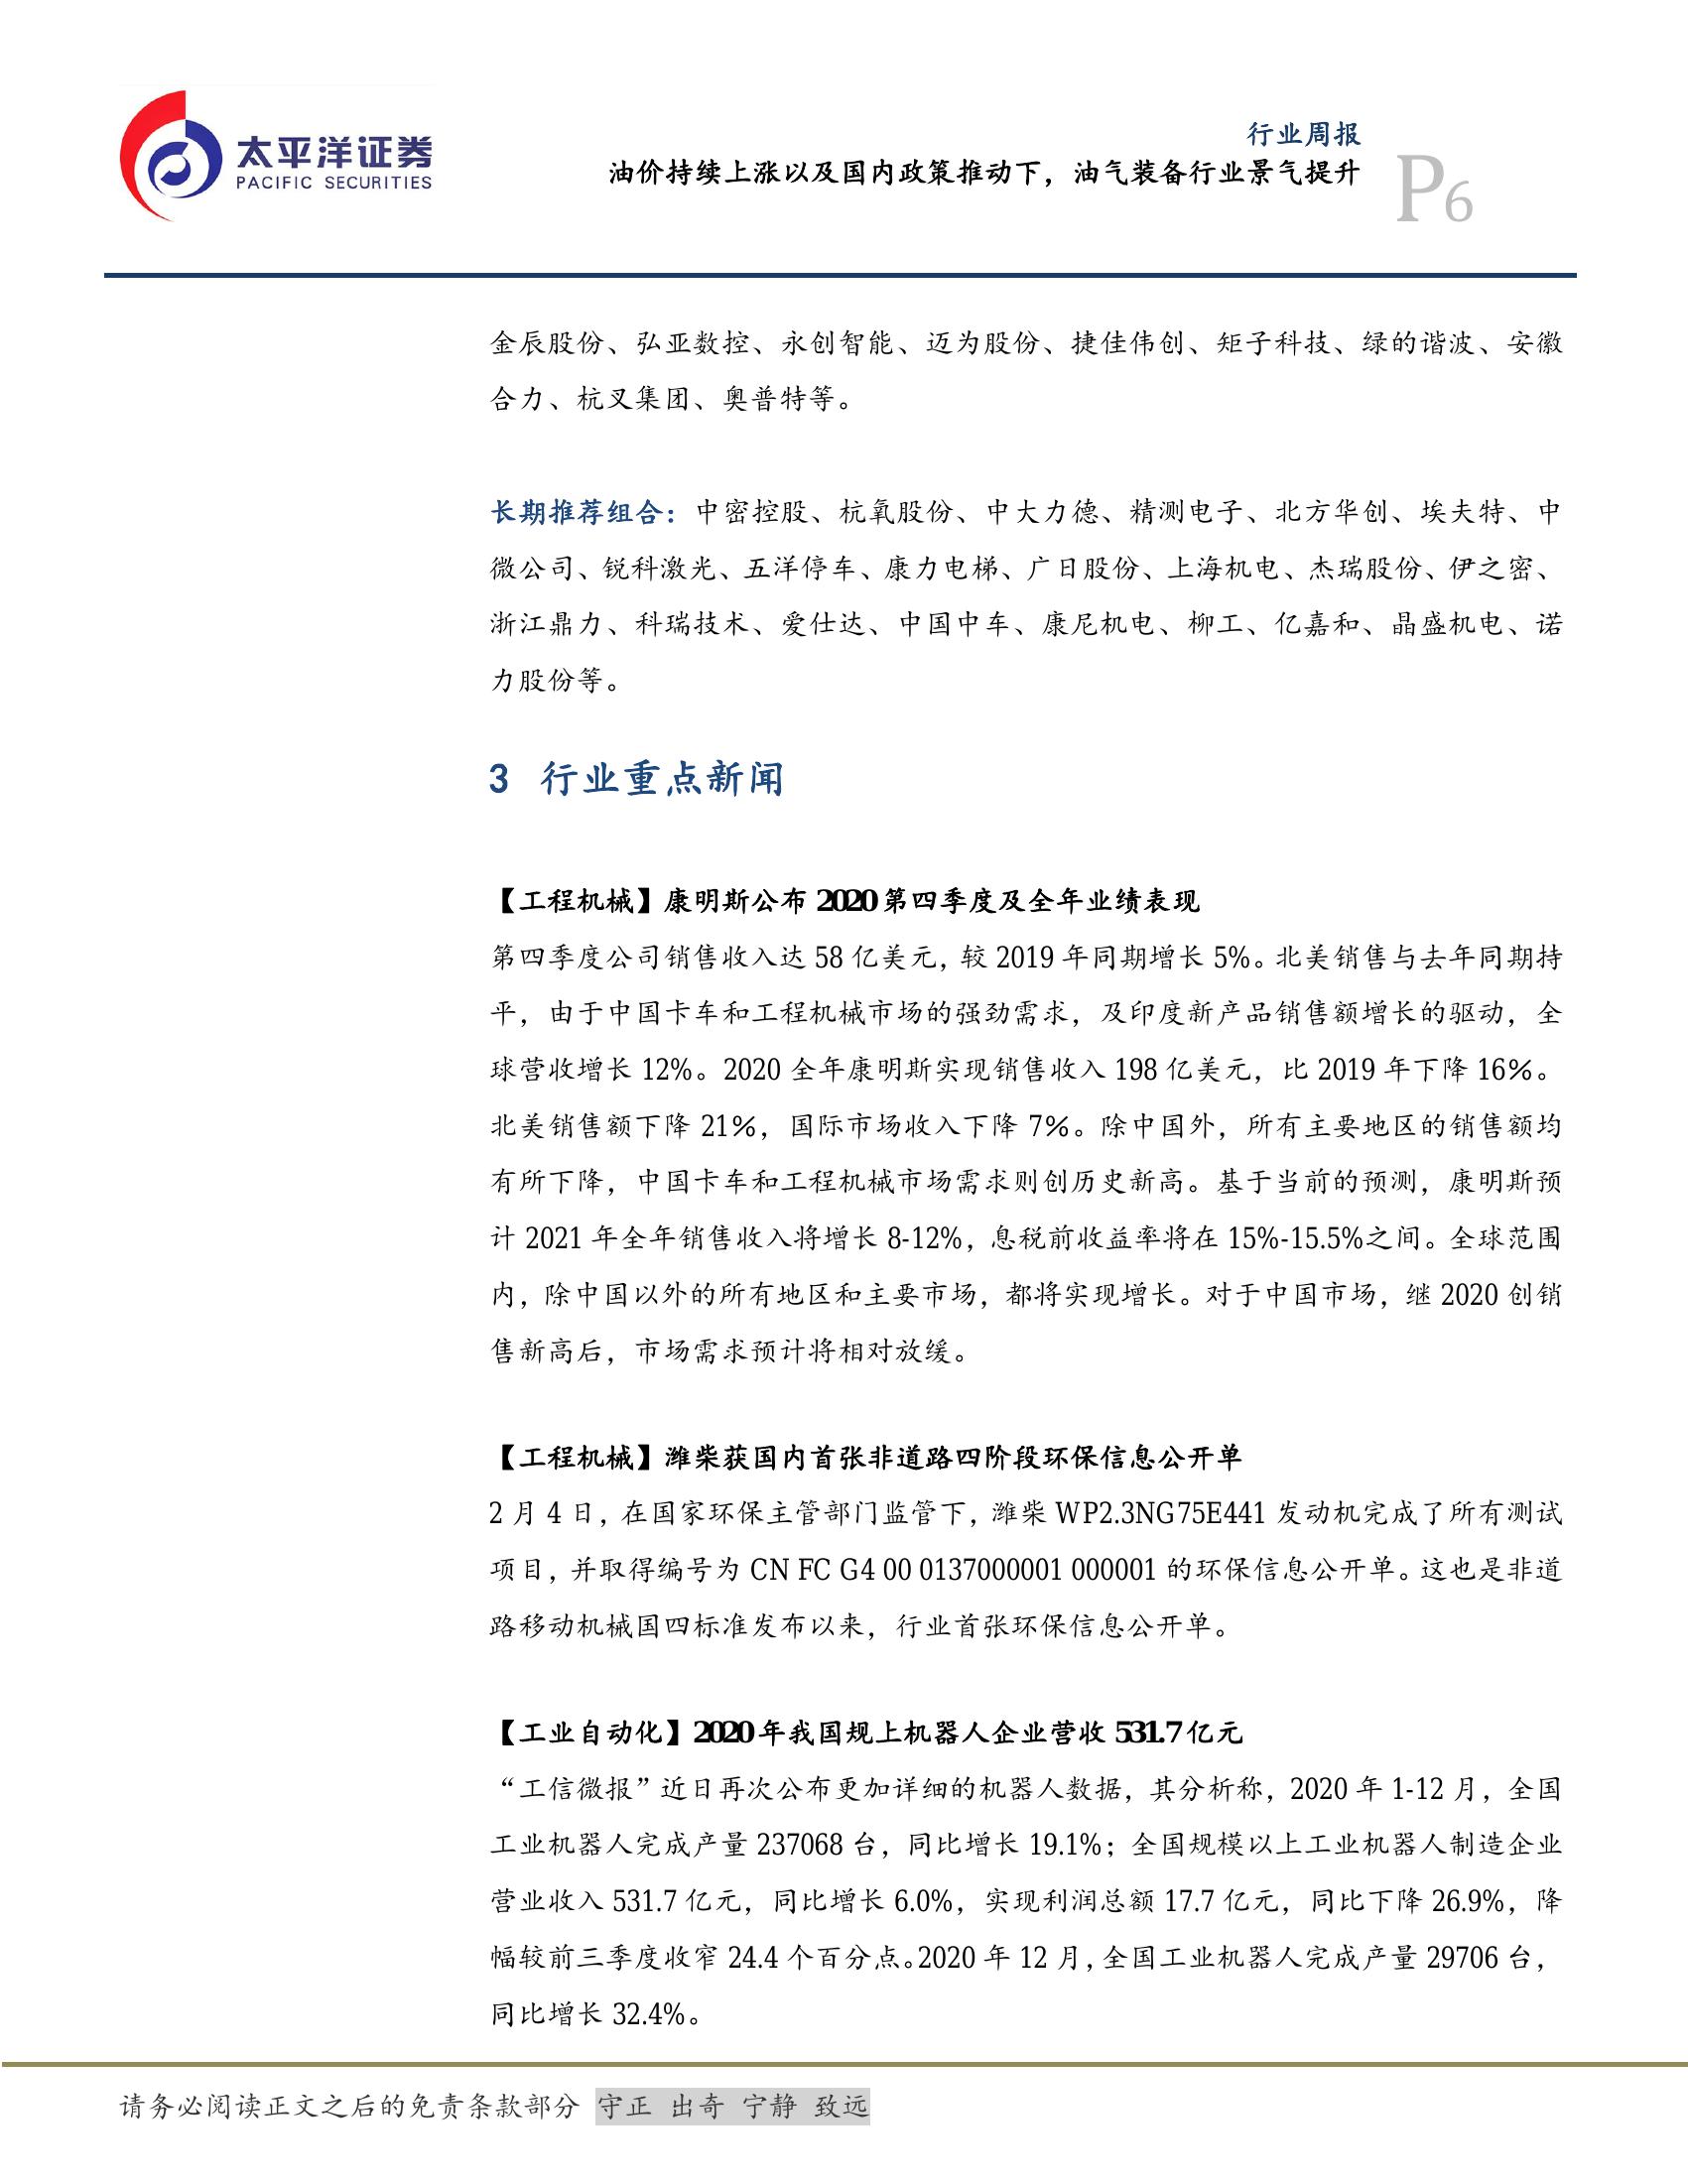 太平洋证券
PACIFIC SECURITIES
行业周报
油价持续上涨以及国内政策推动下，油气装备行业景气提升
P6
金辰股份、弘亚数控、永创智能、迈为股份、捷佳伟创、矩子科技、绿的谐波、安徽
合力、杭叉集团、奥普特等。
长期推荐组合：中密控股、杭氧股份、中大力德、精测电子、北方华创、埃夫特、中
微公司、锐科激光、五洋停车、康力电梯、广日股份、上海机电、杰瑞股份、伊之密、
浙江鼎力、科瑞技术、爱仕达、中国中车、康尼机电、柳工、亿嘉和、晶盛机电、诺
力股份等。
3 行业重点新闻
【工程机械】康明斯公布 2020 第四季度及全年业绩表现
第四季度公司销售收入达 58 亿美元，较 2019 年同期增长 5%。北美销售与去年同期持
平，由于中国卡车和工程机械市场的强劲需求，及印度新产品销售额增长的驱动，全
球营收增长 12%。2020 全年康明斯实现销售收入 198 亿美元，比 2019 年下降 16%。
北美销售额下降 21%，国际市场收入下降 7%。除中国外，所有主要地区的销售额均
有所下降，中国卡车和工程机械市场需求则创历史新高。基于当前的预测，康明斯预
计 2021 年全年销售收入将增长 8-12%，息税前收益率将在 15%-15.5%之间。全球范围
内，除中国以外的所有地区和主要市场，都将实现增长。对于中国市场，继 2020 创销
售新高后，市场需求预计将相对放缓。
【工程机械】潍柴获国内首张非道路四阶段环保信息公开单
2 月 4 日，在国家环保主管部门监管下，潍柴 WP2.3NG75E441 发动机完成了所有测试
项目，并取得编号为 CN FC G4 00 0137000001 000001 的环保信息公开单。这也是非道
路移动机械国四标准发布以来，行业首张环保信息公开单。
【工业自动化】2020 年我国规上机器人企业营收 531.7 亿元
“工信微报”近日再次公布更加详细的机器人数据，其分析称，2020 年 1-12 月，全国
工业机器人完成产量 237068 台，同比增长 19.1%；全国规模以上工业机器人制造企业
营业收入 531.7 亿元，同比增长 6.0%，实现利润总额 17.7 亿元，同比下降 26.9%，降
幅较前三季度收窄 24.4 个百分点。2020 年 12 月，全国工业机器人完成产量 29706 台，
同比增长 32.4%。
请务必阅读正文之后的免责条款部分 守正 出奇 宁静 致远